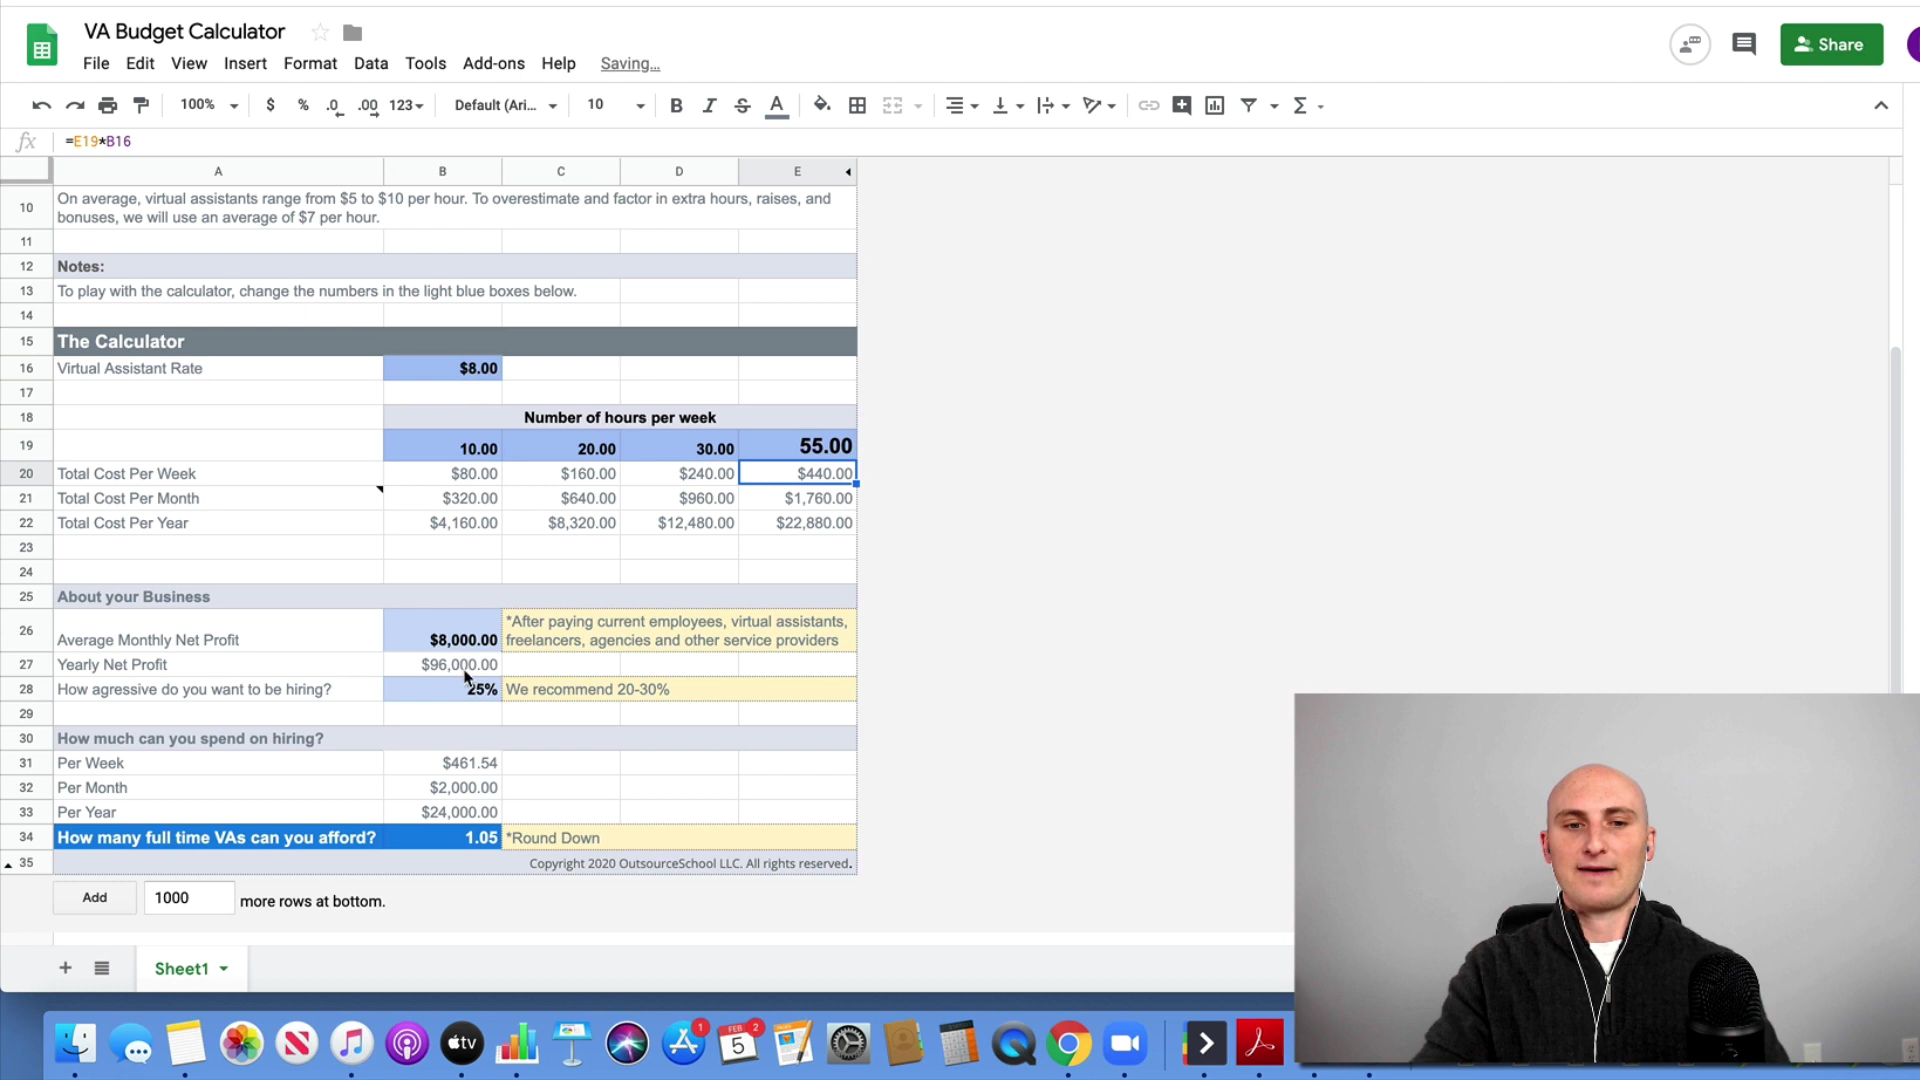 VA Budget Calculator
File Edit View Insert Format Data Tools Add-ons Help Saving...
Share
100% $ % .0 .00 123 Default (Ari... 10 B I S A
fx =E19*B16
A B C D E
10 On average, virtual assistants range from $5 to $10 per hour. To overestimate and factor in extra hours, raises, and
bonuses, we will use an average of $7 per hour.
11
12 Notes:
13 To play with the calculator, change the numbers in the light blue boxes below.
14
15 The Calculator
16 Virtual Assistant Rate $8.00
17
18 Number of hours per week
19 10.00 20.00 30.00 55.00
20 Total Cost Per Week $80.00 $160.00 $240.00 $440.00
21 Total Cost Per Month $320.00 $640.00 $960.00 $1,760.00
22 Total Cost Per Year $4,160.00 $8,320.00 $12,480.00 $22,880.00
23
24
25 About your Business
*After paying current employees, virtual assistants,
26 Average Monthly Net Profit $8,000.00 freelancers, agencies and other service providers
27 Yearly Net Profit $96,000.00
28 How agressive do you want to be hiring? 25% We recommend 20-30%
29
30 How much can you spend on hiring?
31 Per Week $461.54
32 Per Month $2,000.00
33 Per Year $24,000.00
34 How many full time VAs can you afford? 1.05 *Round Down
35 Copyright 2020 OutsourceSchool LLC. All rights reserved.
Add 1000 more rows at bottom.
Sheet1
tv 1 FEB 5 2